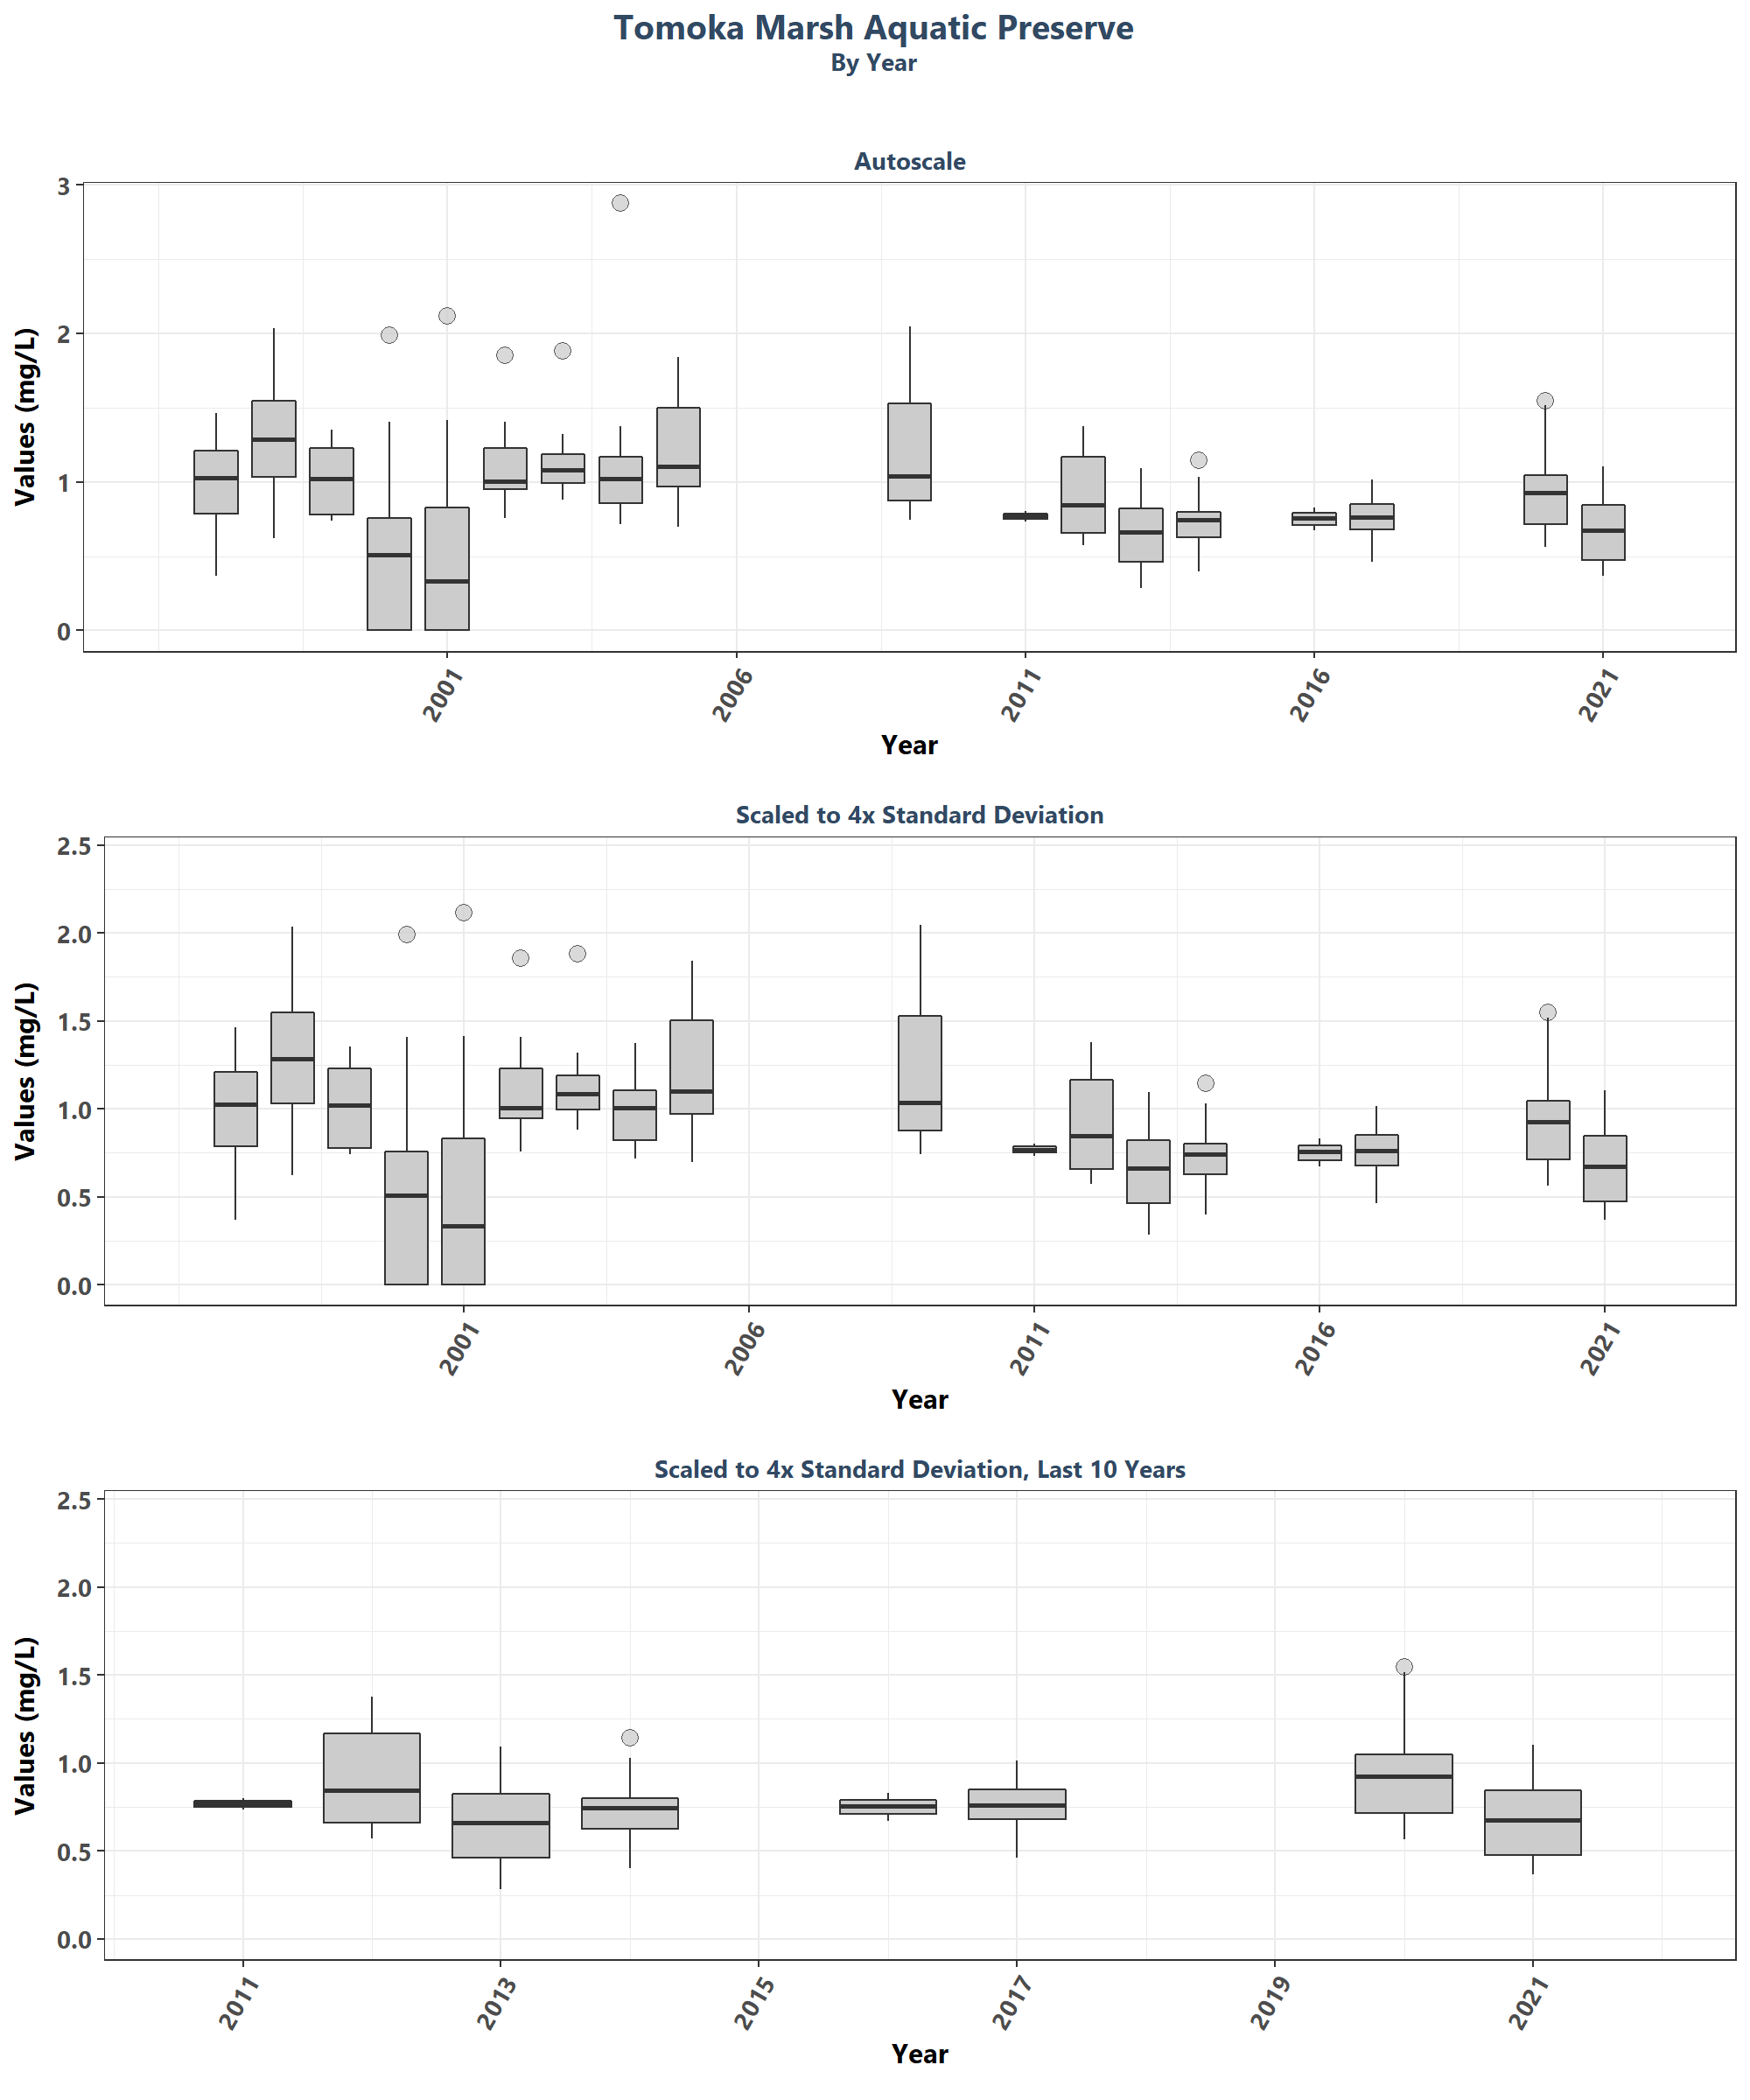 Tomoka Marsh Aquatic Preserve
By Year
Autoscale
Values (mg/L)
3
2
1
0
2001
2006
2011
2016
2021
Year
Scaled to 4x Standard Deviation
Values (mg/L)
2.5
2.0
1.5
1.0
0.5
0.0
2001
2006
2011
2016
2021
Year
Scaled to 4x Standard Deviation, Last 10 Years
Values (mg/L)
2.5
2.0
1.5
1.0
0.5
0.0
2011
2013
2015
2017
2019
2021
Year